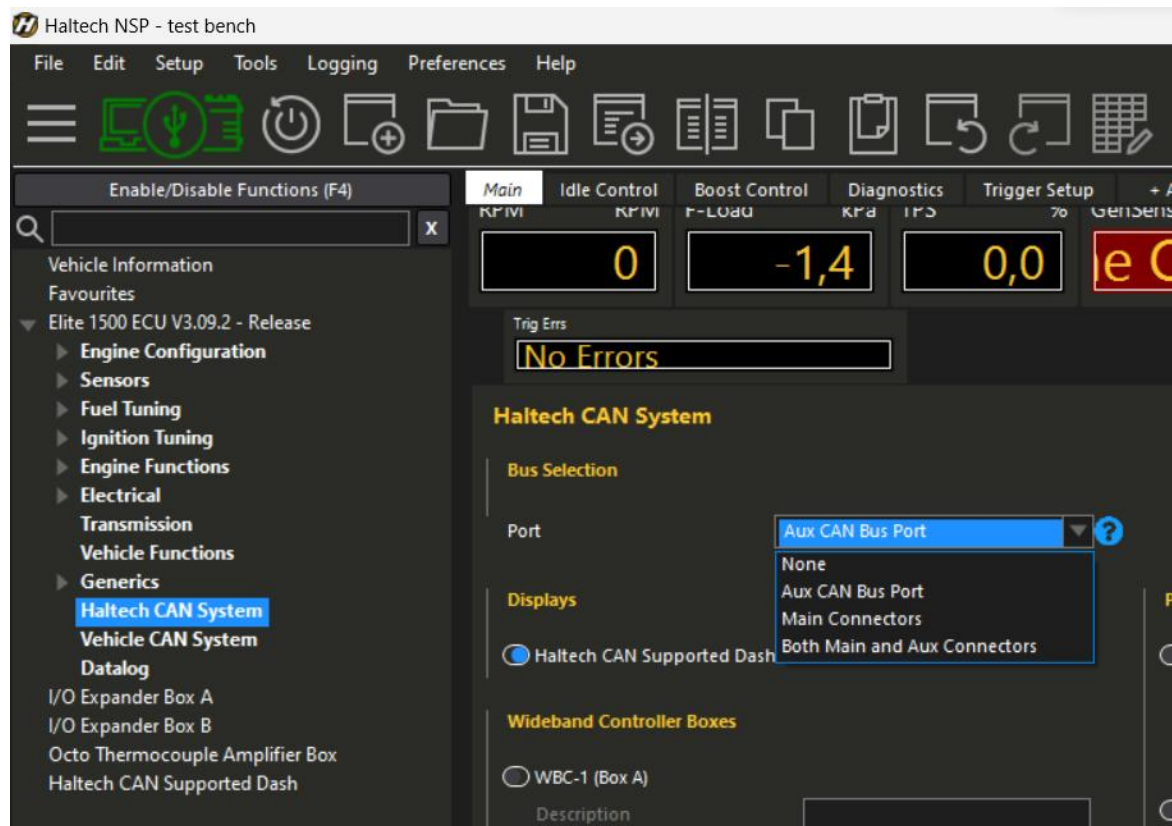 Haltech NSP - test bench
File Edit Setup Tools Logging Preferences Help
Enable/Disable Functions (F4)
Main Idle Control Boost Control Diagnostics Trigger Setup
RPM RPM F-Load kPa TPS %
0 -1,4 0,0
X
Vehicle Information
Favourites
Elite 1500 ECU V3.09.2 - Release
Engine Configuration
Sensors
Fuel Tuning
Ignition Tuning
Engine Functions
Electrical
Transmission
Vehicle Functions
Generics
Haltech CAN System
Vehicle CAN System
Datalog
I/O Expander Box A
I/O Expander Box B
Octo Thermocouple Amplifier Box
Haltech CAN Supported Dash
Trig Errs
No Errors
Haltech CAN System
Bus Selection
Port Aux CAN Bus Port ?
None
Aux CAN Bus Port
Main Connectors
Both Main and Aux Connectors
Displays
Haltech CAN Supported Dash
Wideband Controller Boxes
WBC-1 (Box A)
Description